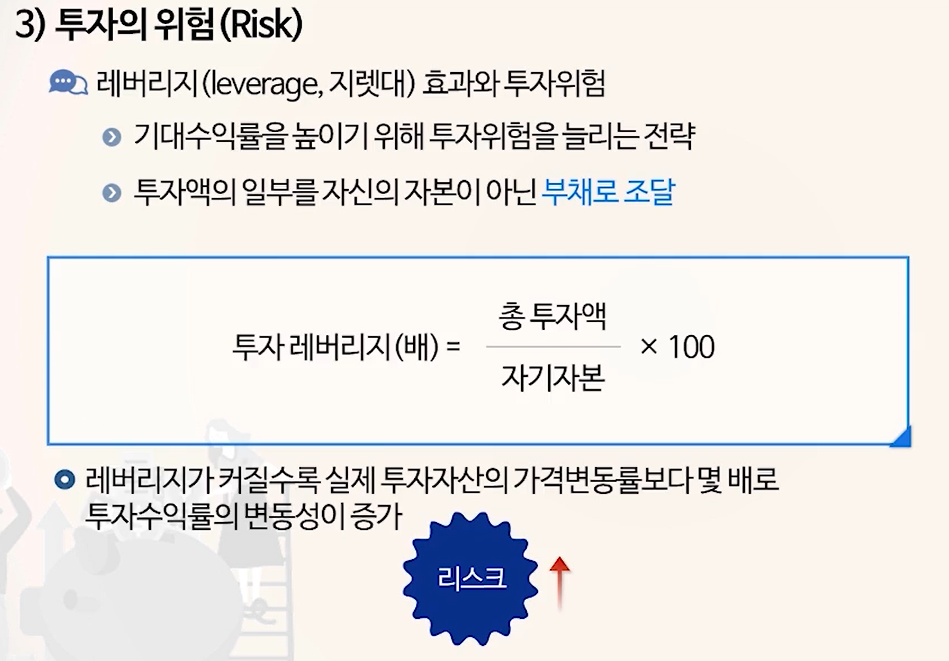 3) 투자의 위험(Risk)
레버리지(leverage, 지렛대) 효과와 투자위험
기대수익률을 높이기 위해 투자위험을 늘리는 전략
투자액의 일부를 자신의 자본이 아닌 부채로 조달
투자 레버리지(배) = 총 투자액 / 자기자본 × 100
레버리지가 커질수록 실제 투자자산의 가격변동률보다 몇 배로
투자수익률의 변동성이 증가
리스크